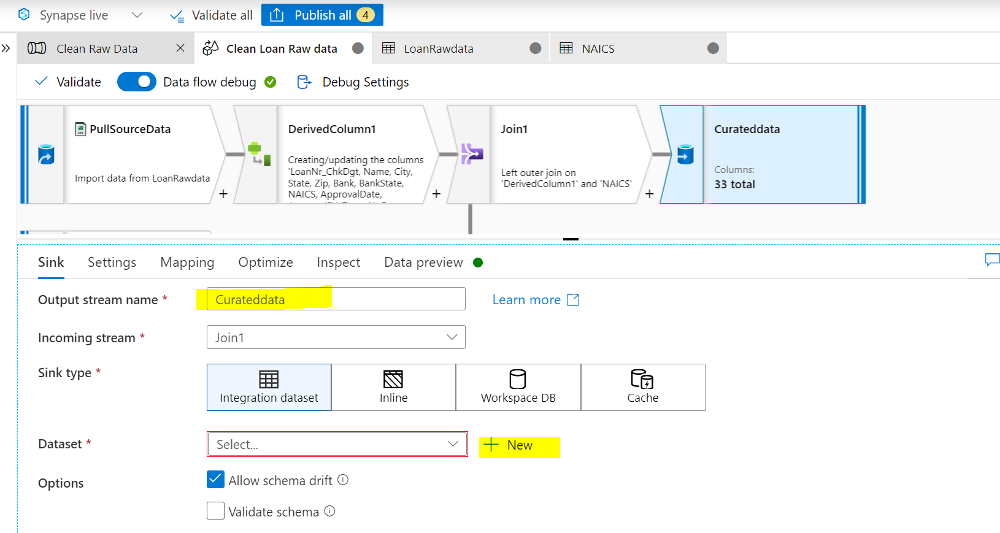 Synapse live
Validate all
Publish all 4
Clean Raw Data
Clean Loan Raw data
LoanRawdata
NAICS
Validate
Data flow debug
Debug Settings
PullSourceData
Import data from LoanRawdata
+
DerivedColumn1
Creating/updating the columns
'LoanNr_ChkDgt, Name, City,
State, Zip, Bank, BankState,
NAICS, ApprovalDate,
+
Join1
Left outer join on
'DerivedColumn1' and 'NAICS'
+
Curateddata
Columns:
33 total
Sink
Settings
Mapping
Optimize
Inspect
Data preview
Output stream name *
Curateddata
Learn more
Incoming stream *
Join1
Sink type *
Integration dataset
Inline
Workspace DB
Cache
Dataset *
Select...
+ New
Options
Allow schema drift
Validate schema